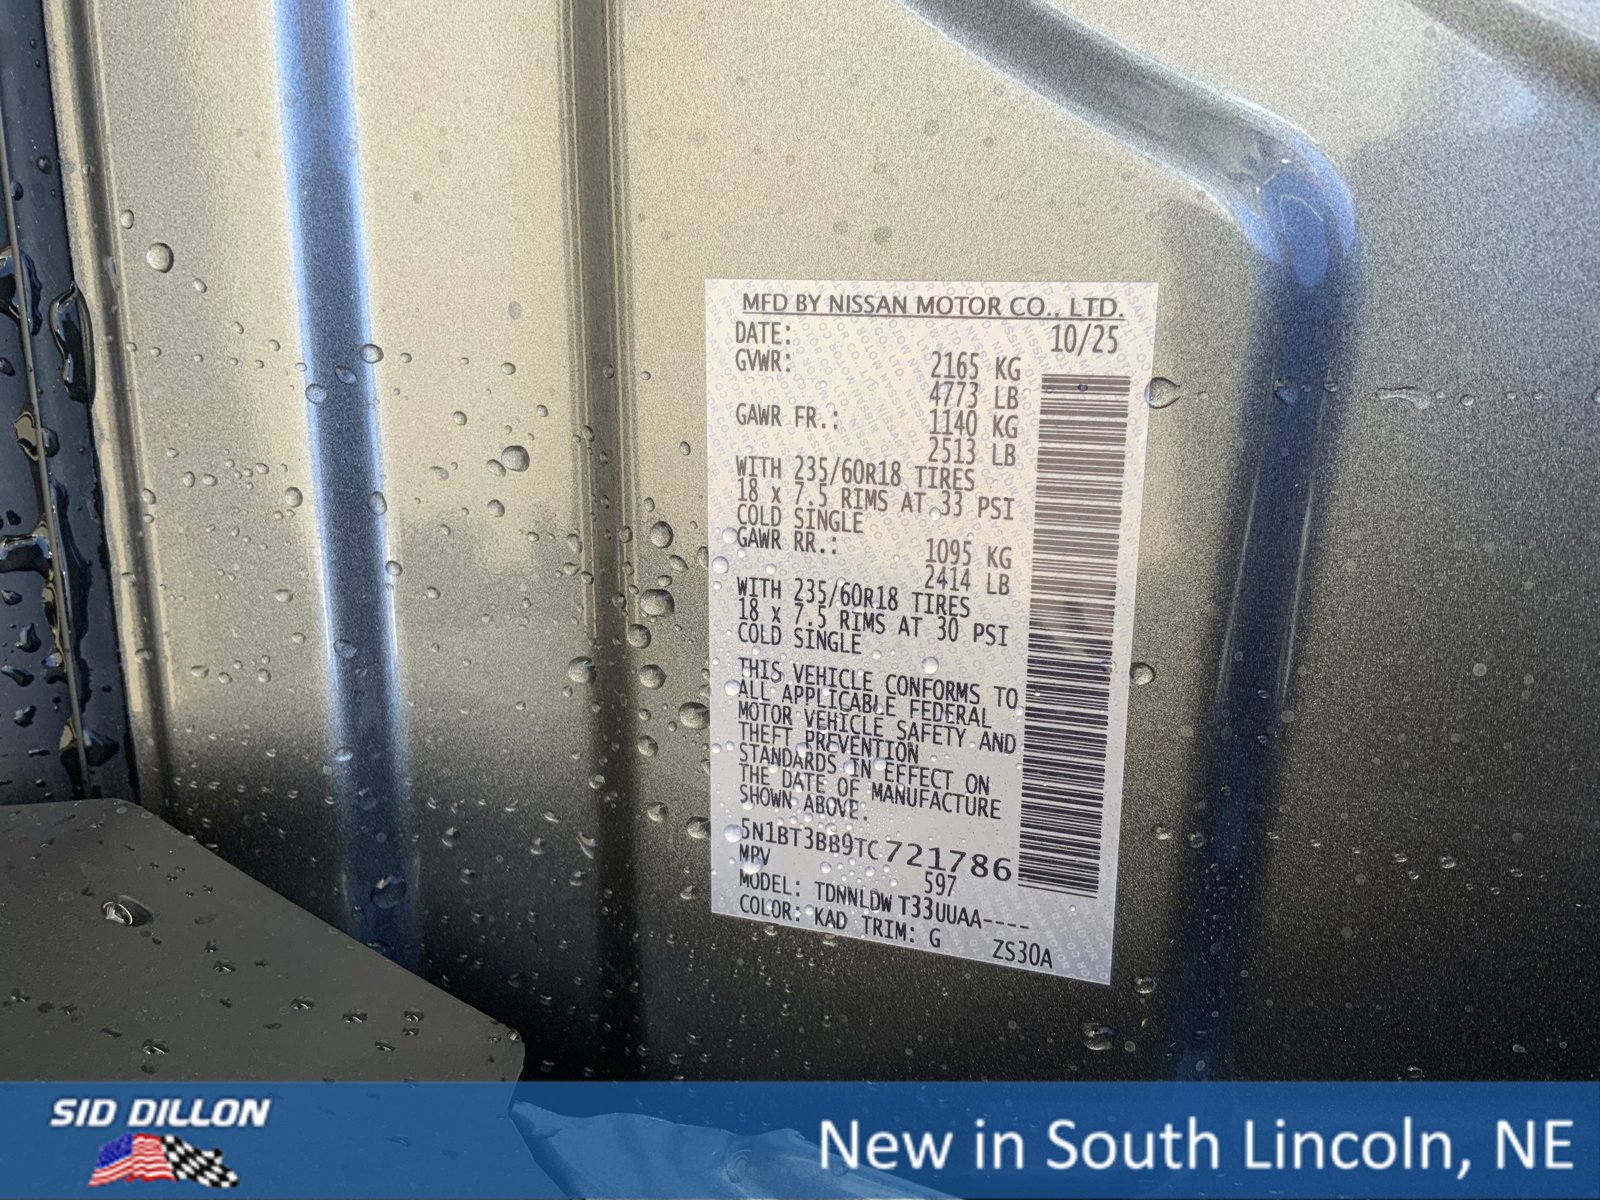 MFD BY NISSAN MOTOR CO., LTD.
DATE: 10/25
GVWR: 2165 KG
4773 LB
GAWR FR.: 1140 KG
2513 LB
WITH 235/60R18 TIRES
18 x 7.5 RIMS AT 33 PSI
COLD SINGLE
GAWR RR.: 1095 KG
2414 LB
WITH 235/60R18 TIRES
18 x 7.5 RIMS AT 30 PSI
COLD SINGLE
THIS VEHICLE CONFORMS TO
ALL APPLICABLE FEDERAL
MOTOR VEHICLE SAFETY AND
THEFT PREVENTION
STANDARDS IN EFFECT ON
THE DATE OF MANUFACTURE
SHOWN ABOVE.
5N1BT3BB9TC721786
MPV 597
MODEL: TDNNLDWT33UUAA----
COLOR: KAD TRIM: G ZS30A
SID DILLON
New in South Lincoln, NE